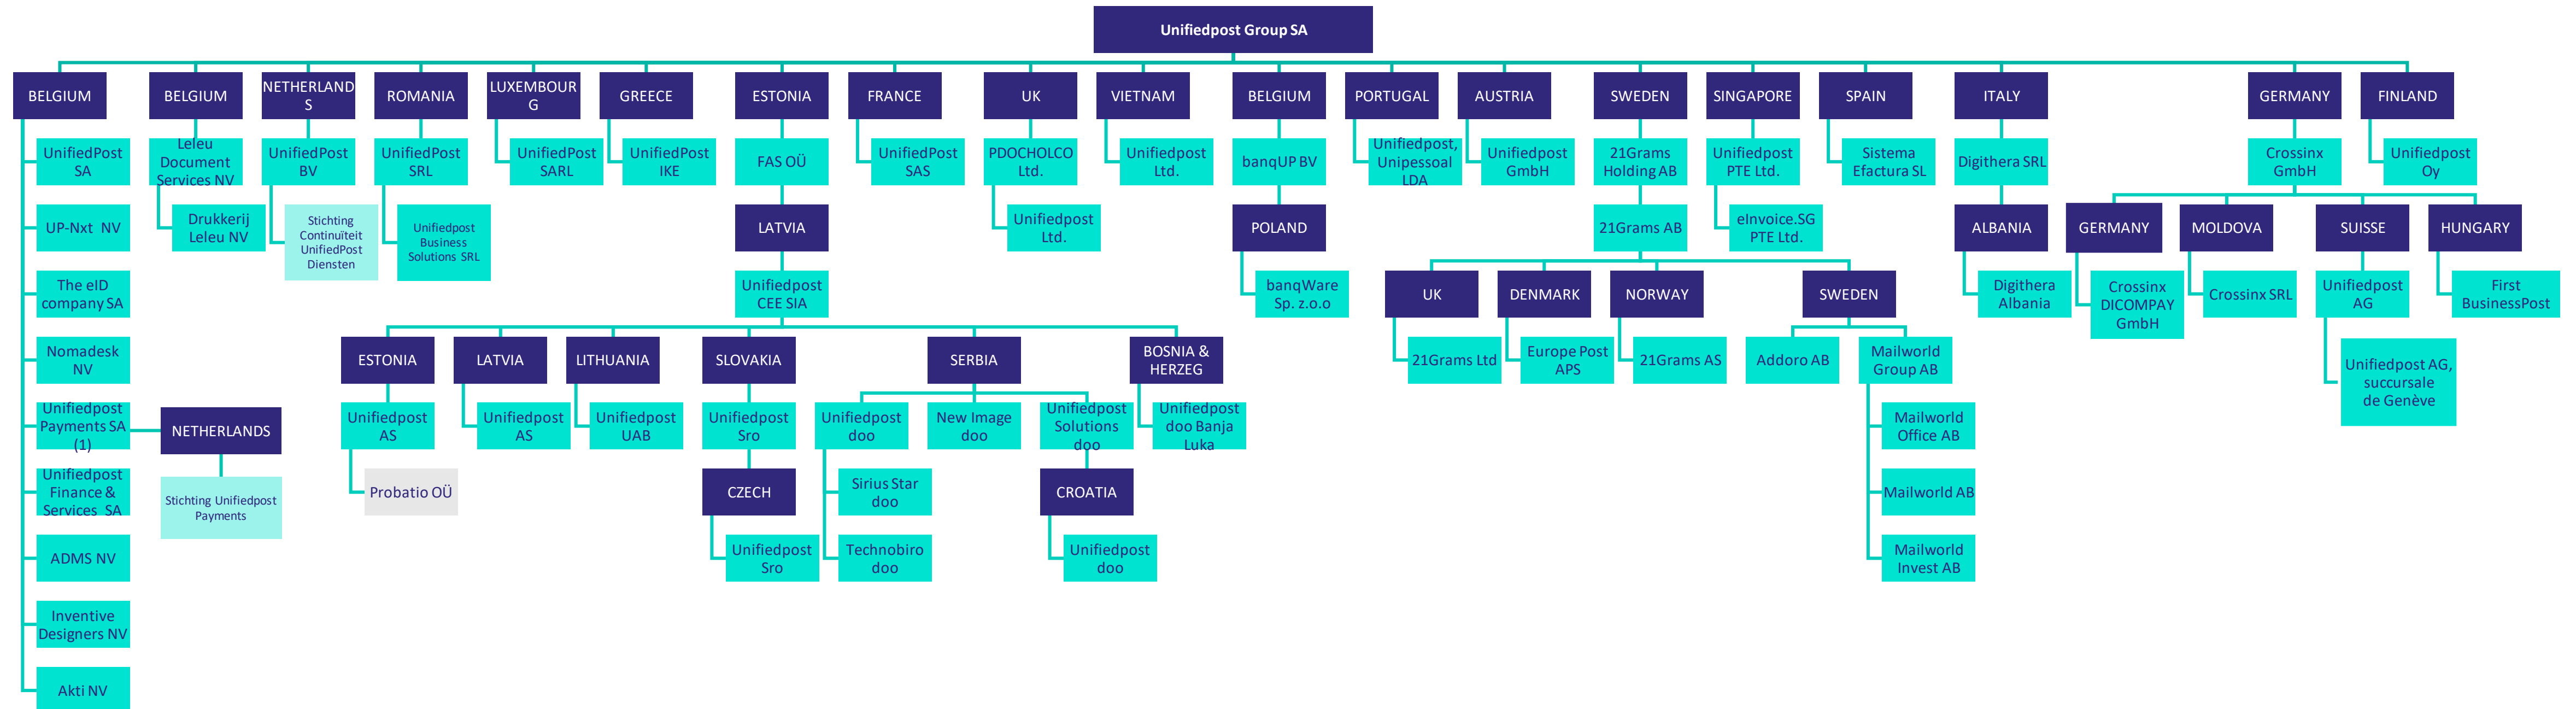 Unifiedpost Group SA
BELGIUM
BELGIUM
NETHERLAND
S
ROMANIA
LUXEMBOUR
G
GREECE
ESTONIA
FRANCE
UK
VIETNAM
BELGIUM
PORTUGAL
AUSTRIA
SWEDEN
SINGAPORE
SPAIN
ITALY
GERMANY
FINLAND
UnifiedPost
SA
Leleu
Document
Services NV
UnifiedPost
BV
UnifiedPost
SRL
UnifiedPost
SARL
UnifiedPost
IKE
FAS OÜ
UnifiedPost
SAS
PDOCHOLCO
Ltd.
Unifiedpost
Ltd.
banqUP BV
Unifiedpost,
Unipessoal
LDA
Unifiedpost
GmbH
21Grams
Holding AB
Unifiedpost
PTE Ltd.
Sistema
Efactura SL
Digithera SRL
Crossinx
GmbH
Unifiedpost
Oy
UP-Nxt NV
Drukkerij
Leleu NV
Stichting
Continuïteit
UnifiedPost
Diensten
Unifiedpost
Business
Solutions SRL
LATVIA
Unifiedpost
Ltd.
POLAND
21Grams AB
eInvoice.SG
PTE Ltd.
ALBANIA
GERMANY
MOLDOVA
SUISSE
HUNGARY
The eID
company SA
Unifiedpost
CEE SIA
banqWare
Sp. z.o.o
UK
DENMARK
NORWAY
SWEDEN
Digithera
Albania
Crossinx
DICOMPAY
GmbH
Crossinx SRL
Unifiedpost
AG
First
BusinessPost
Nomadesk
NV
ESTONIA
LATVIA
LITHUANIA
SLOVAKIA
SERBIA
BOSNIA &
HERZEG
21Grams Ltd
Europe Post
APS
21Grams AS
Addoro AB
Mailworld
Group AB
Unifiedpost AG,
succursale
de Genève
Unifiedpost
Payments SA
(1)
NETHERLANDS
Unifiedpost
AS
Unifiedpost
AS
Unifiedpost
UAB
Unifiedpost
Sro
Unifiedpost
doo
New Image
doo
Unifiedpost
Solutions
doo
Unifiedpost
doo Banja
Luka
Mailworld
Office AB
Unifiedpost
Finance &
Services SA
Stichting Unifiedpost
Payments
Probatio OÜ
CZECH
Sirius Star
doo
CROATIA
Mailworld AB
ADMS NV
Unifiedpost
Sro
Technobiro
doo
Unifiedpost
doo
Mailworld
Invest AB
Inventive
Designers NV
Akti NV